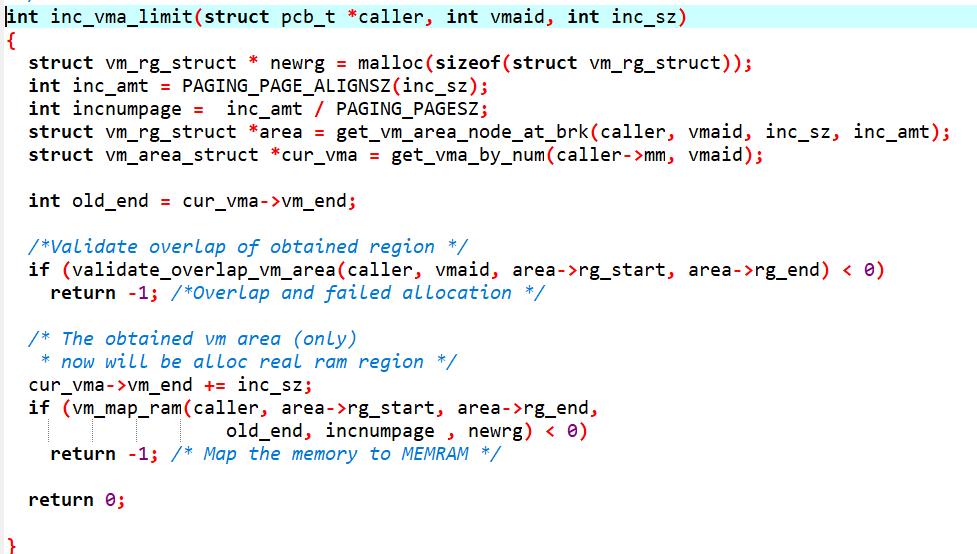 int inc_vma_limit(struct pcb_t *caller, int vmaid, int inc_sz)
{
  struct vm_rg_struct * newrg = malloc(sizeof(struct vm_rg_struct));
  int inc_amt = PAGING_PAGE_ALIGNSZ(inc_sz);
  int incnumpage =  inc_amt / PAGING_PAGESZ;
  struct vm_rg_struct *area = get_vm_area_node_at_brk(caller, vmaid, inc_sz, inc_amt);
  struct vm_area_struct *cur_vma = get_vma_by_num(caller->mm, vmaid);

  int old_end = cur_vma->vm_end;

  /*Validate overlap of obtained region */
  if (validate_overlap_vm_area(caller, vmaid, area->rg_start, area->rg_end) < 0)
    return -1; /*Overlap and failed allocation */

  /* The obtained vm area (only)
   * now will be alloc real ram region */
  cur_vma->vm_end += inc_sz;
  if (vm_map_ram(caller, area->rg_start, area->rg_end,
                    old_end, incnumpage , newrg) < 0)
    return -1; /* Map the memory to MEMRAM */

  return 0;

}